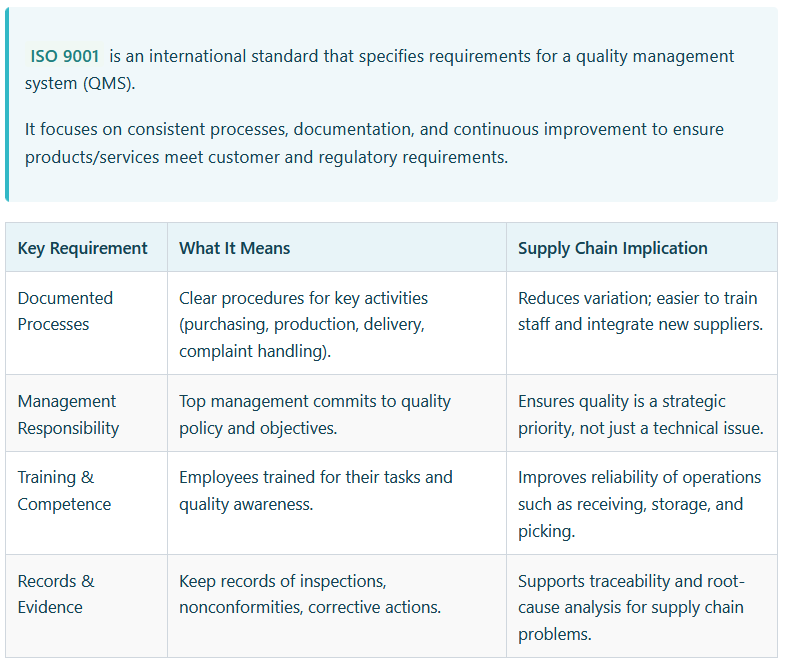 ISO 9001 is an international standard that specifies requirements for a quality management
system (QMS).
It focuses on consistent processes, documentation, and continuous improvement to ensure
products/services meet customer and regulatory requirements.
Key Requirement
What It Means
Supply Chain Implication
Documented
Processes
Clear procedures for key activities
(purchasing, production, delivery,
complaint handling).
Reduces variation; easier to train
staff and integrate new suppliers.
Management
Responsibility
Top management commits to quality
policy and objectives.
Ensures quality is a strategic
priority, not just a technical issue.
Training &
Competence
Employees trained for their tasks and
quality awareness.
Improves reliability of operations
such as receiving, storage, and
picking.
Records &
Evidence
Keep records of inspections,
nonconformities, corrective actions.
Supports traceability and root-
cause analysis for supply chain
problems.